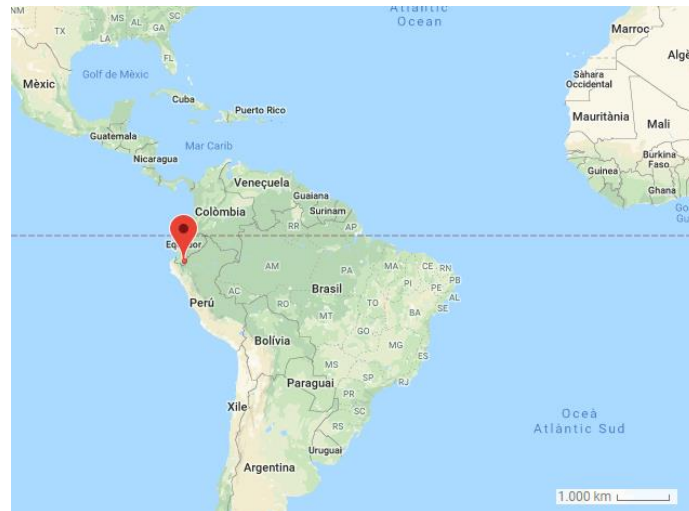 NM
MS
AL
SC
TX
LA
GA
FL
Atlantic
Ocean
Marroc
Golf de Mèxic
Mèxic
Cuba
Puerto Rico
Sàhara
Occidental
Mauritània
Mali
Guatemala
Mar Carib
Nicaragua
Burkina
Faso
Guinea
Ghana
Veneçuela
Guaiana
Surinam
Colòmbia
RR
AP
AM
PA
MA
CE
RN
PB
PI
PE
AL
SE
AC
RO
TO
BA
Brasil
MT
Perú
GO
Bolívia
MG
ES
MS
SP
RJ
Paraguai
PR
SC
Xile
RS
Uruguai
Argentina
Oceà
Atlàntic Sud
1.000 km